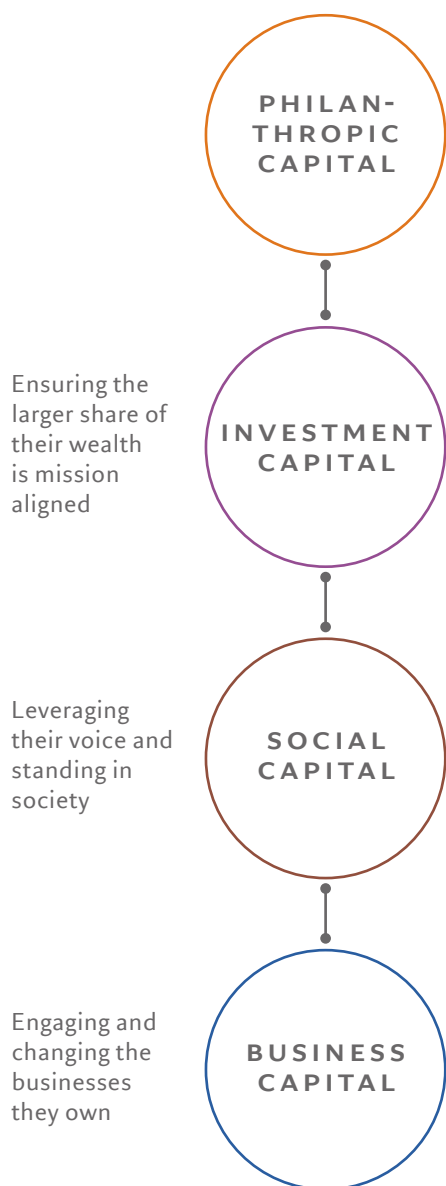 PHILAN-
THROPIC
CAPITAL
Ensuring the
larger share of
their wealth
is mission
aligned
INVESTMENT
CAPITAL
Leveraging
their voice and
standing in
society
SOCIAL
CAPITAL
Engaging and
changing the
businesses
they own
BUSINESS
CAPITAL